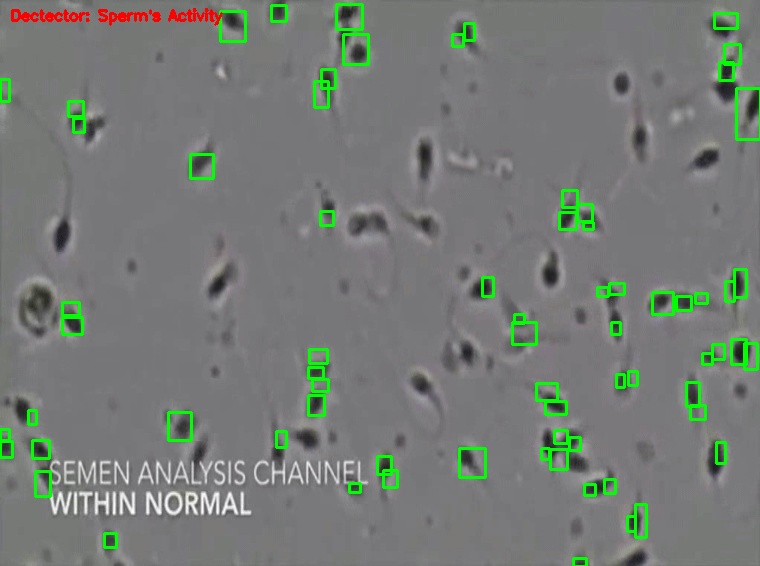 Dectector: Sperm's Activity
SEMEN ANALYSIS CHANNEL
WITHIN NORMAL